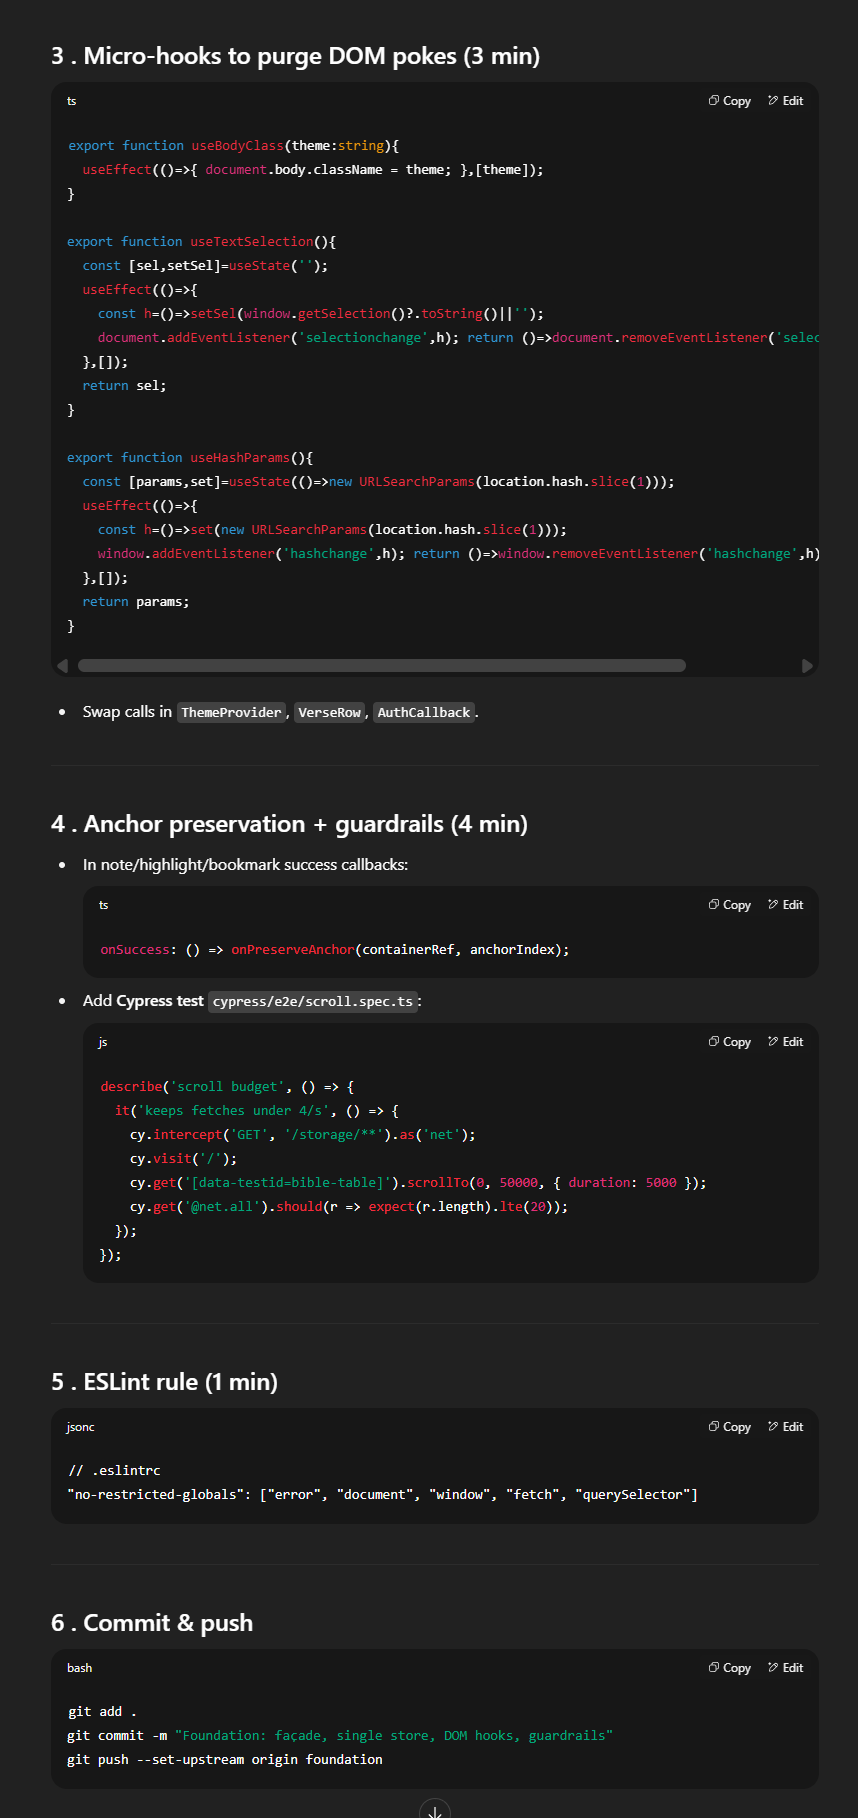 3 . Micro-hooks to purge DOM pokes (3 min)
ts
Copy
Edit
export function useBodyClass(theme:string){
  useEffect(()=>{ document.body.className = theme; },[theme]);
}
export function useTextSelection(){
  const [sel,setSel]=useState('');
  useEffect(()=>{
    const h=()=>setSel(window.getSelection()?.toString()||'');
    document.addEventListener('selectionchange',h); return ()=>document.removeEventListener('selec
  },[]);
  return sel;
}
export function useHashParams(){
  const [params,set]=useState(()=>new URLSearchParams(location.hash.slice(1)));
  useEffect(()=>{
    const h=()=>set(new URLSearchParams(location.hash.slice(1)));
    window.addEventListener('hashchange',h); return ()=>window.removeEventListener('hashchange',h)
  },[]);
  return params;
}
• Swap calls in ThemeProvider, VerseRow, AuthCallback.
4 . Anchor preservation + guardrails (4 min)
• In note/highlight/bookmark success callbacks:
ts
Copy
Edit
onSuccess: () => onPreserveAnchor(containerRef, anchorIndex);
• Add Cypress test cypress/e2e/scroll.spec.ts:
js
Copy
Edit
describe('scroll budget', () => {
  it('keeps fetches under 4/s', () => {
    cy.intercept('GET', '/storage/**').as('net');
    cy.visit('/');
    cy.get('[data-testid=bible-table]').scrollTo(0, 50000, { duration: 5000 });
    cy.get('@net.all').should(r => expect(r.length).lte(20));
  });
});
5 . ESLint rule (1 min)
jsonc
Copy
Edit
// .eslintrc
"no-restricted-globals": ["error", "document", "window", "fetch", "querySelector"]
6 . Commit & push
bash
Copy
Edit
git add .
git commit -m "Foundation: façade, single store, DOM hooks, guardrails"
git push --set-upstream origin foundation